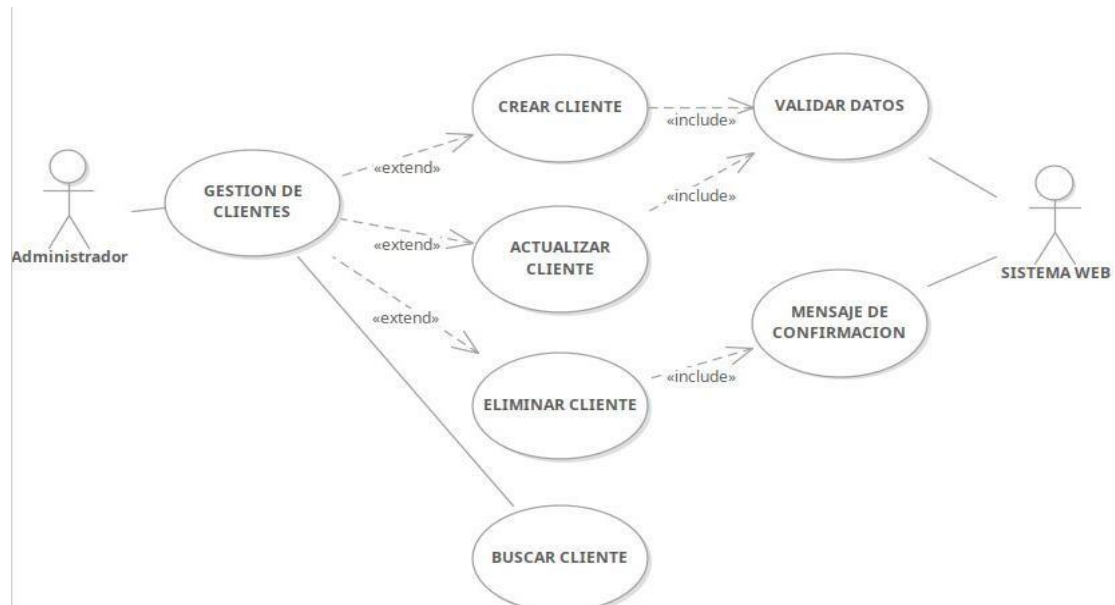 CREAR CLIENTE
«include»
VALIDAR DATOS
«extend»
GESTION DE
CLIENTES
«include»
Administrador
«extend»
ACTUALIZAR
CLIENTE
SISTEMA WEB
«extend»
MENSAJE DE
CONFIRMACION
«include»
ELIMINAR CLIENTE
BUSCAR CLIENTE